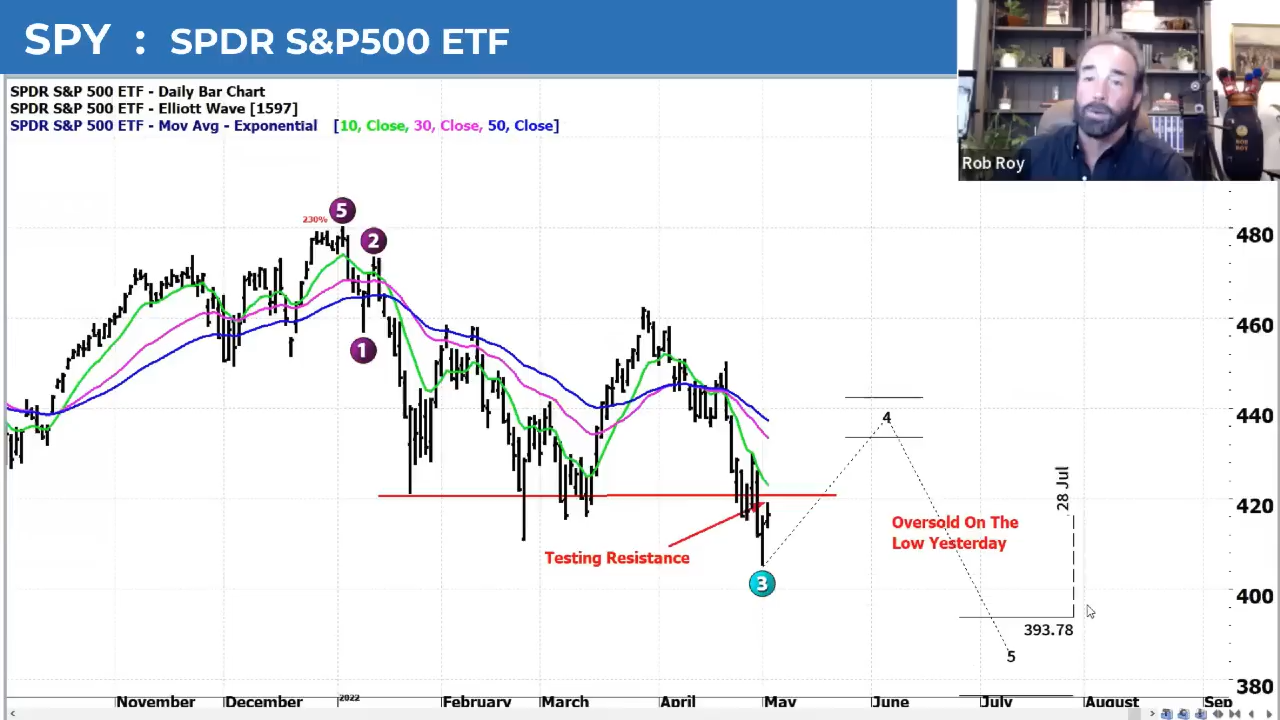 SPY : SPDR S&P500 ETF
SPDR S&P 500 ETF - Daily Bar Chart
SPDR S&P 500 ETF - Elliott Wave [1597]
SPDR S&P 500 ETF - Mov Avg - Exponential [10, Close, 30, Close, 50, Close]
Rob Roy
ROB
ROY
230%
5
2
1
480
460
440
420
400
380
4
28 Jul
Oversold On The
Low Yesterday
Testing Resistance
3
393.78
5
November December 2022 February March April May June July August Sep